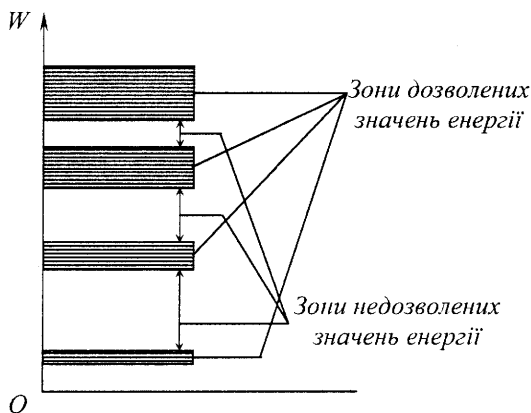 W
Зони дозволених
значень енергії
Зони недозволених
значень енергії
O